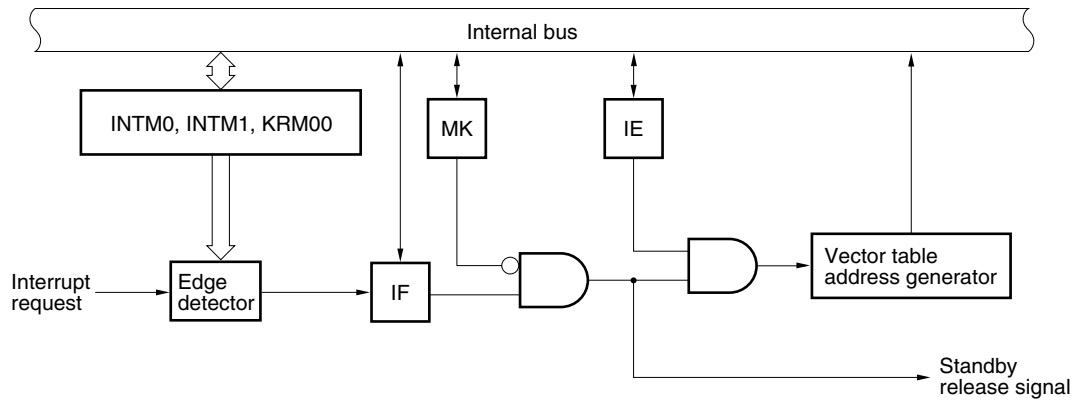 Internal bus
INTM0, INTM1, KRM00
MK
IE
Interrupt
request
Edge
detector
IF
Vector table
address generator
Standby
release signal